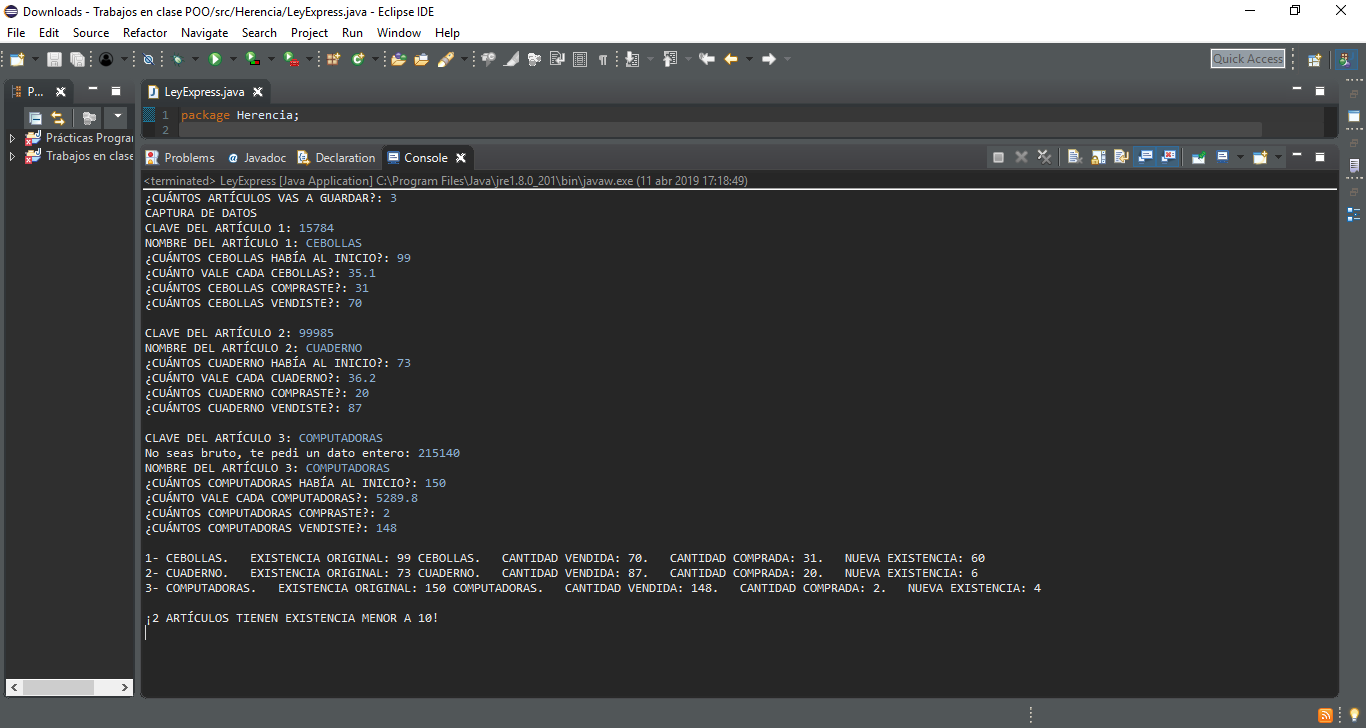 Downloads - Trabajos en clase POO/src/Herencia/LeyExpress.java - Eclipse IDE
File Edit Source Refactor Navigate Search Project Run Window Help
Quick Access
P...
LeyExpress.java
1 package Herencia;
2
Prácticas Progra
Trabajos en clase
Problems @ Javadoc Declaration Console
<terminated> LeyExpress [Java Application] C:\Program Files\Java\jre1.8.0_201\bin\javaw.exe (11 abr 2019 17:18:49)
¿CUÁNTOS ARTÍCULOS VAS A GUARDAR?: 3
CAPTURA DE DATOS
CLAVE DEL ARTÍCULO 1: 15784
NOMBRE DEL ARTÍCULO 1: CEBOLLAS
¿CUÁNTOS CEBOLLAS HABÍA AL INICIO?: 99
¿CUÁNTO VALE CADA CEBOLLAS?: 35.1
¿CUÁNTOS CEBOLLAS COMPRASTE?: 31
¿CUÁNTOS CEBOLLAS VENDISTE?: 70
CLAVE DEL ARTÍCULO 2: 99985
NOMBRE DEL ARTÍCULO 2: CUADERNO
¿CUÁNTOS CUADERNO HABÍA AL INICIO?: 73
¿CUÁNTO VALE CADA CUADERNO?: 36.2
¿CUÁNTOS CUADERNO COMPRASTE?: 20
¿CUÁNTOS CUADERNO VENDISTE?: 87
CLAVE DEL ARTÍCULO 3: COMPUTADORAS
No seas bruto, te pedi un dato entero: 215140
NOMBRE DEL ARTÍCULO 3: COMPUTADORAS
¿CUÁNTOS COMPUTADORAS HABÍA AL INICIO?: 150
¿CUÁNTO VALE CADA COMPUTADORAS?: 5289.8
¿CUÁNTOS COMPUTADORAS COMPRASTE?: 2
¿CUÁNTOS COMPUTADORAS VENDISTE?: 148
1- CEBOLLAS.   EXISTENCIA ORIGINAL: 99 CEBOLLAS.   CANTIDAD VENDIDA: 70.   CANTIDAD COMPRADA: 31.   NUEVA EXISTENCIA: 60
2- CUADERNO.   EXISTENCIA ORIGINAL: 73 CUADERNO.   CANTIDAD VENDIDA: 87.   CANTIDAD COMPRADA: 20.   NUEVA EXISTENCIA: 6
3- COMPUTADORAS.   EXISTENCIA ORIGINAL: 150 COMPUTADORAS.   CANTIDAD VENDIDA: 148.   CANTIDAD COMPRADA: 2.   NUEVA EXISTENCIA: 4
¡2 ARTÍCULOS TIENEN EXISTENCIA MENOR A 10!